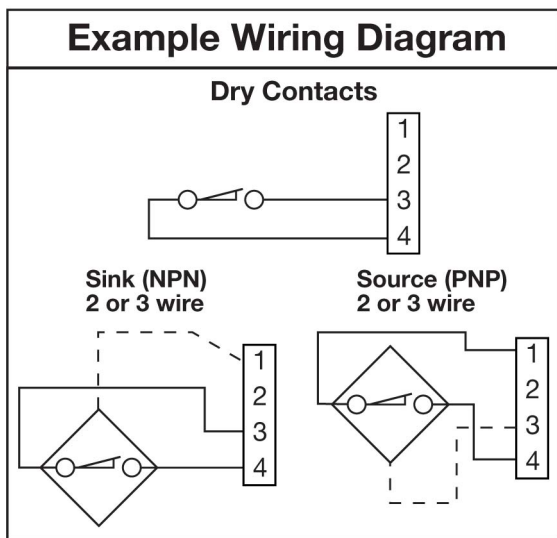 Example Wiring Diagram
Dry Contacts
1
2
3
4
Sink (NPN)
2 or 3 wire
1
2
3
4
Source (PNP)
2 or 3 wire
1
2
3
4